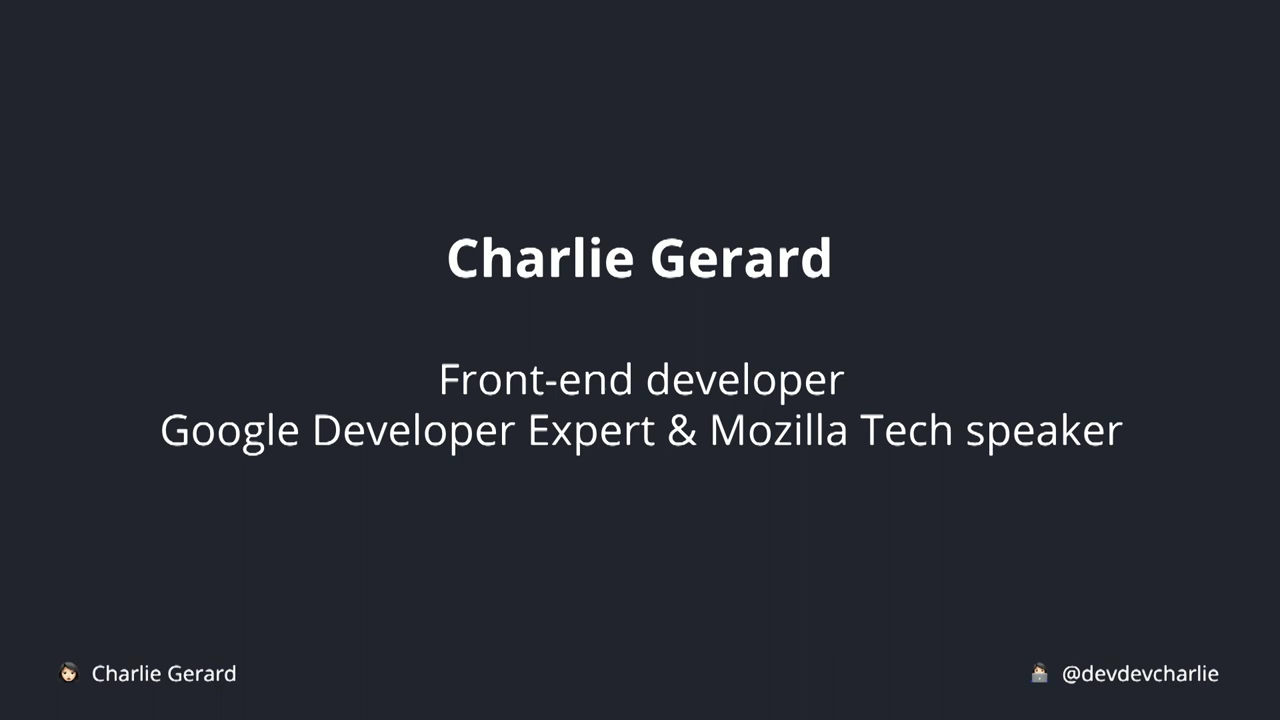 Charlie Gerard
Front-end developer
Google Developer Expert & Mozilla Tech speaker
Charlie Gerard
@devdevcharlie